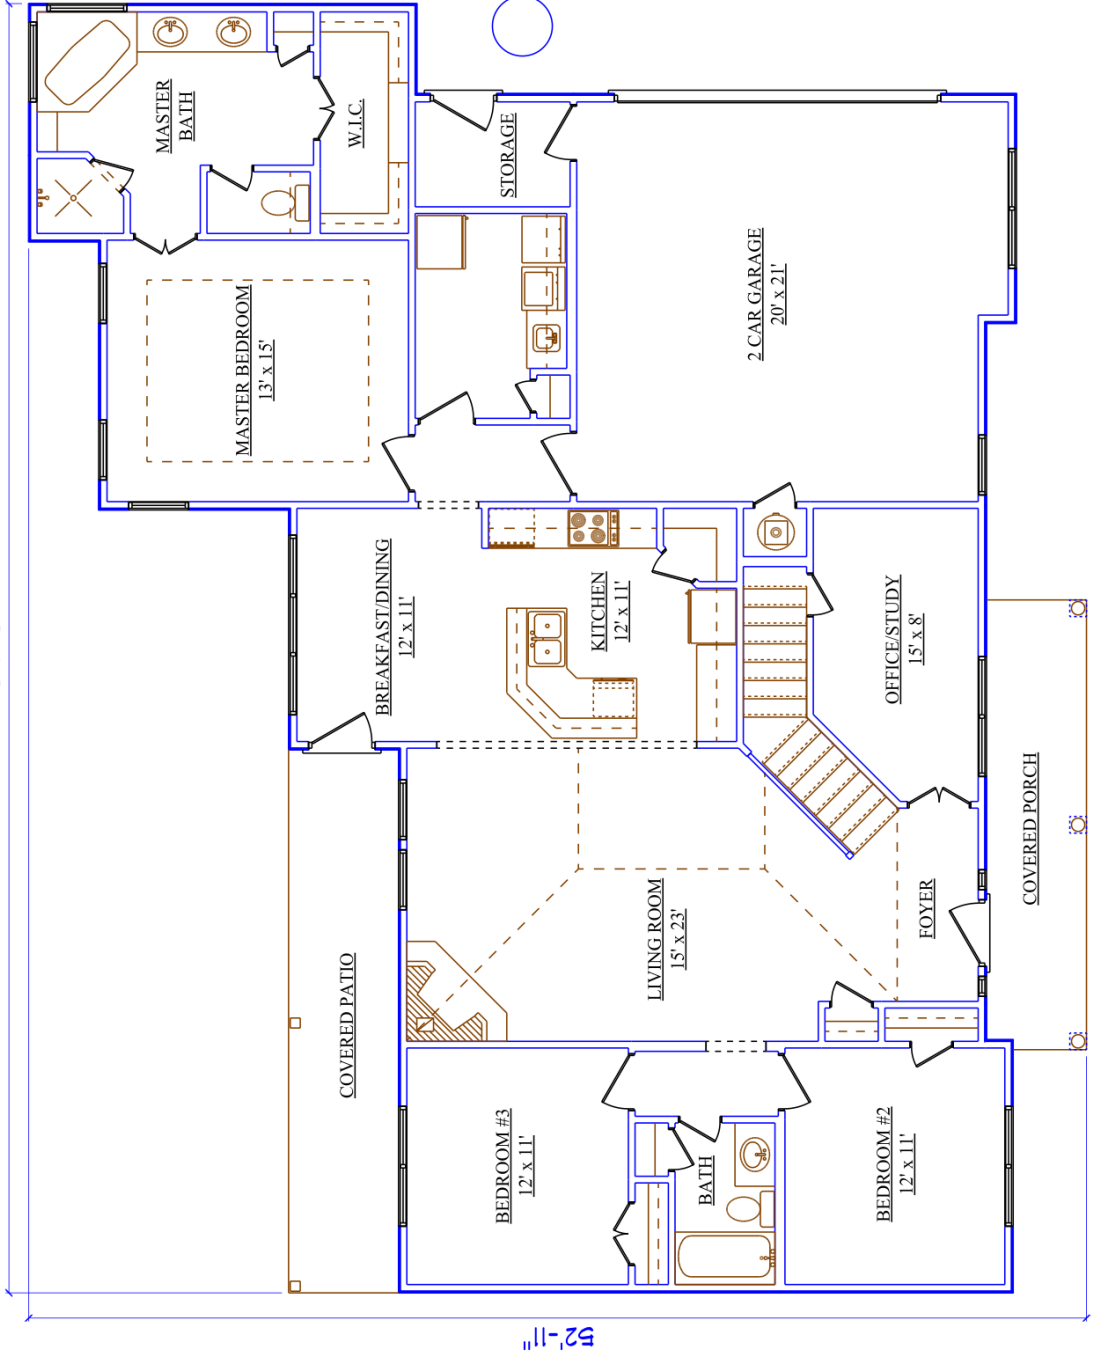 MASTER
BATH
W.I.C.
STORAGE
MASTER BEDROOM
13' x 15'
2 CAR GARAGE
20' x 21'
BREAKFAST/DINING
12' x 11'
KITCHEN
12' x 11'
OFFICE/STUDY
15' x 8'
COVERED PORCH
FOYER
LIVING ROOM
15' x 23'
COVERED PATIO
BEDROOM #3
12' x 11'
BATH
BEDROOM #2
12' x 11'
52'-11"